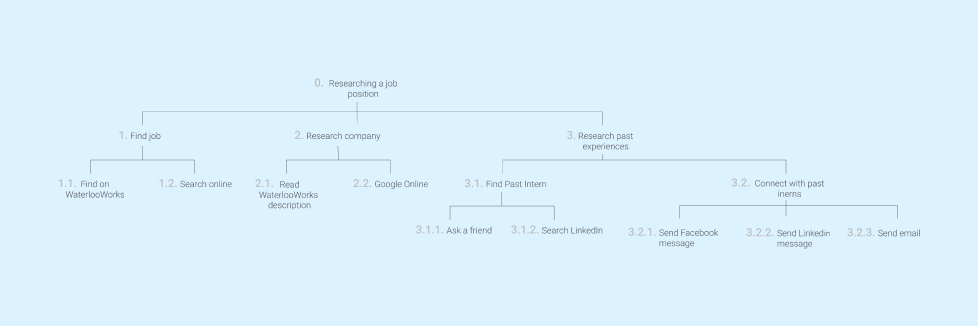 0. Researching a job
position
1. Find job
2. Research company
3. Research past
experiences
1.1. Find on
WaterlooWorks
1.2. Search online
2.1. Read
WaterlooWorks
description
2.2. Google Online
3.1. Find Past Intern
3.2. Connect with past
inerns
3.1.1. Ask a friend
3.1.2. Search LinkedIn
3.2.1. Send Facebook
message
3.2.2. Send Linkedin
message
3.2.3. Send email